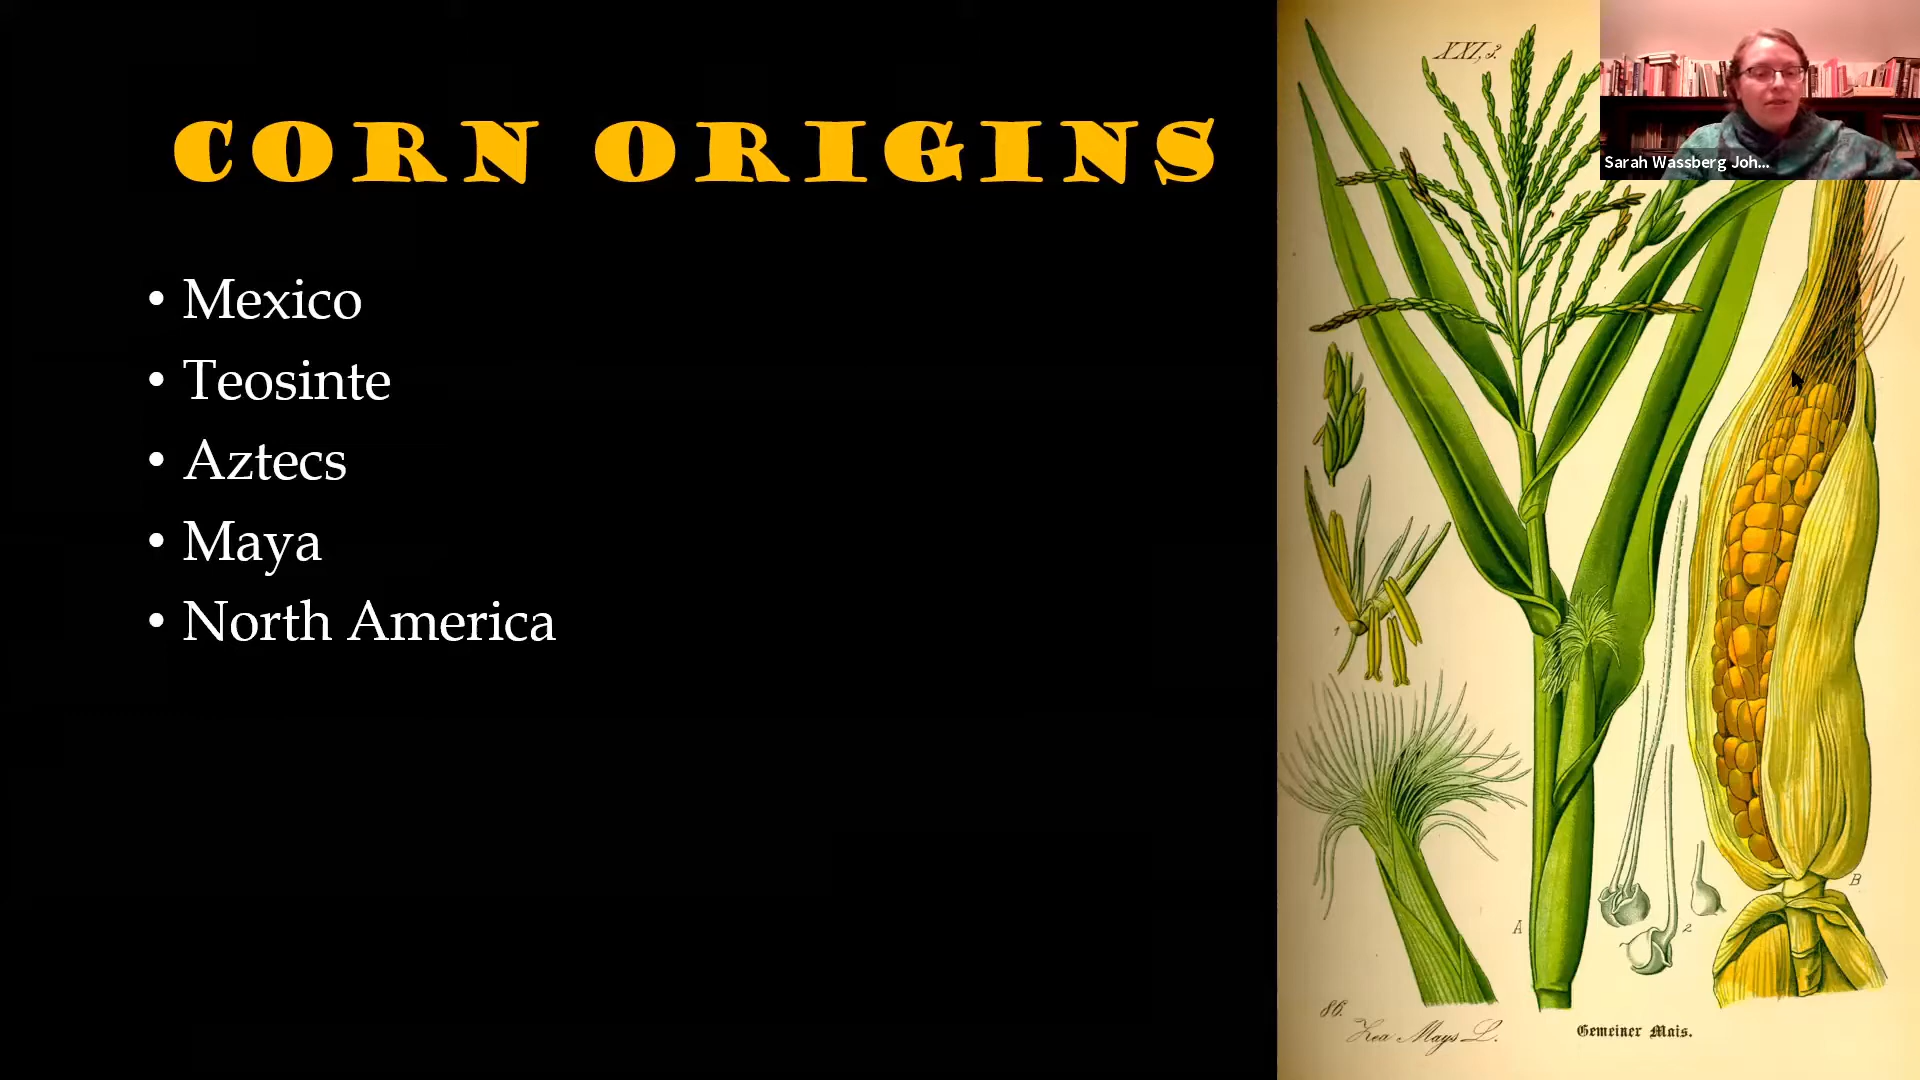 CORN ORIGINS
• Mexico
• Teosinte
• Aztecs
• Maya
• North America
XXI, 3.
Sarah Wassberg Joh...
1
2
A
B
86.
Zea Mays L.
Gemeiner Mais.